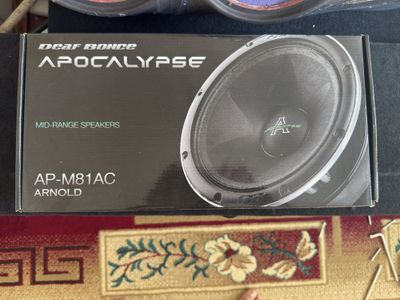 DEAF BONCE
APOCALYPSE
MID-RANGE SPEAKERS
AP-M81AC
ARNOLD